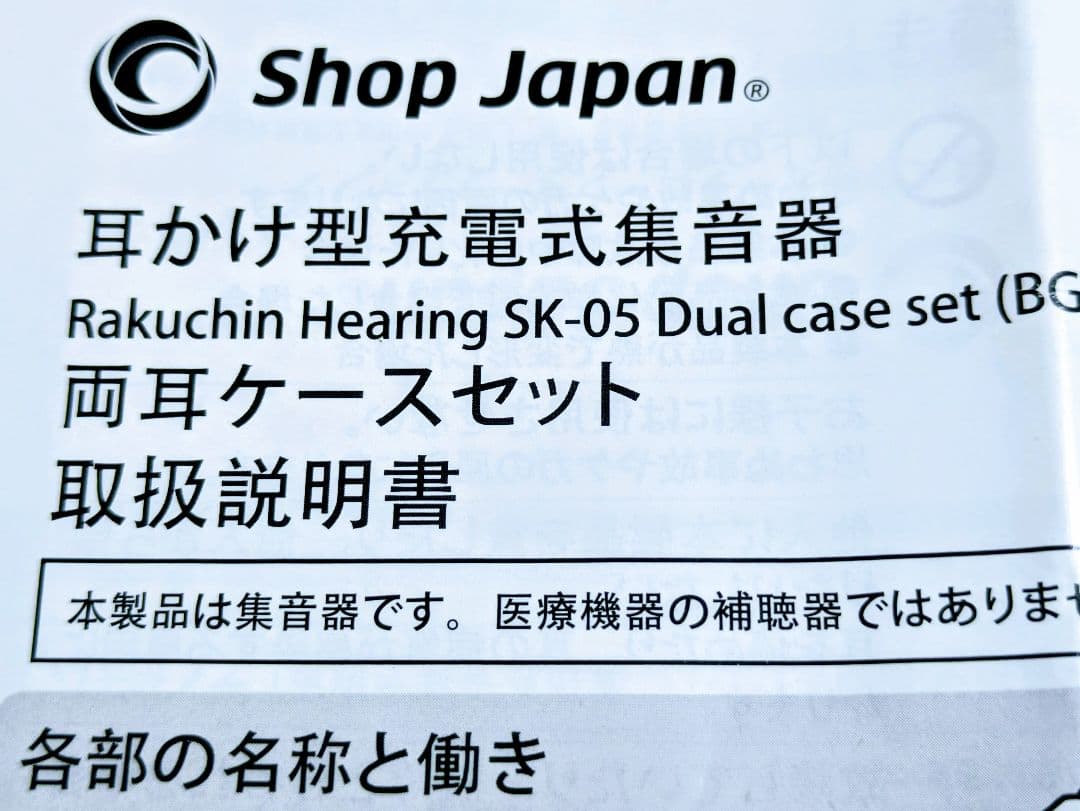 Shop Japan®
耳かけ型充電式集音器
Rakuchin Hearing SK-05 Dual case set (BG
両耳ケースセット
取扱説明書
本製品は集音器です。医療機器の補聴器ではありませ
各部の名称と働き